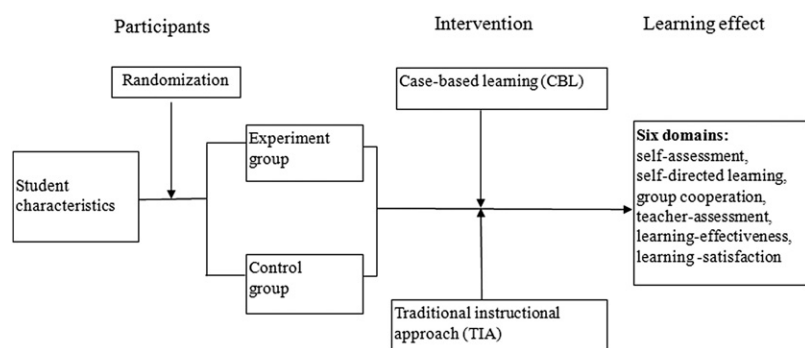 Participants
Intervention
Learning effect
Randomization
Case-based learning (CBL)
Experiment
group
Six domains:
self-assessment,
self-directed learning,
group cooperation,
teacher-assessment,
learning-effectiveness,
learning -satisfaction
Student
characteristics
Control
group
Traditional instructional
approach (TIA)